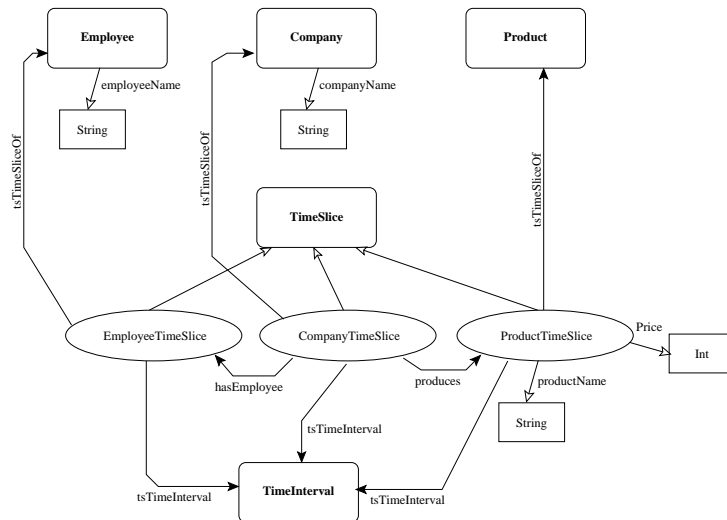 Employee
Company
Product
employeeName
companyName
String
String
tsTimeSliceOf
tsTimeSliceOf
tsTimeSliceOf
TimeSlice
EmployeeTimeSlice
CompanyTimeSlice
ProductTimeSlice
Price
Int
hasEmployee
produces
productName
String
tsTimeInterval
TimeInterval
tsTimeInterval
tsTimeInterval